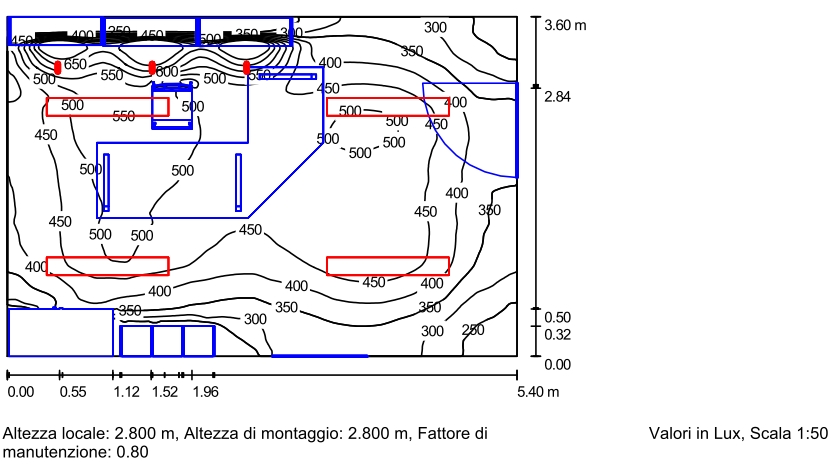 300
3.60 m
400 350 450 600 350 300
450
350
400
650 600 550
500 550 500
450
2.84
400
500 550 500
500 500
450
450
500 500 500
500 500
450 400
450 450 350
500 500
400
450 400
400 400
350 350 350
300
0.50
300 250
0.32
0.00
0.00 0.55 1.12 1.52 1.96 5.40 m
Altezza locale: 2.800 m, Altezza di montaggio: 2.800 m, Fattore di
manutenzione: 0.80
Valori in Lux, Scala 1:50